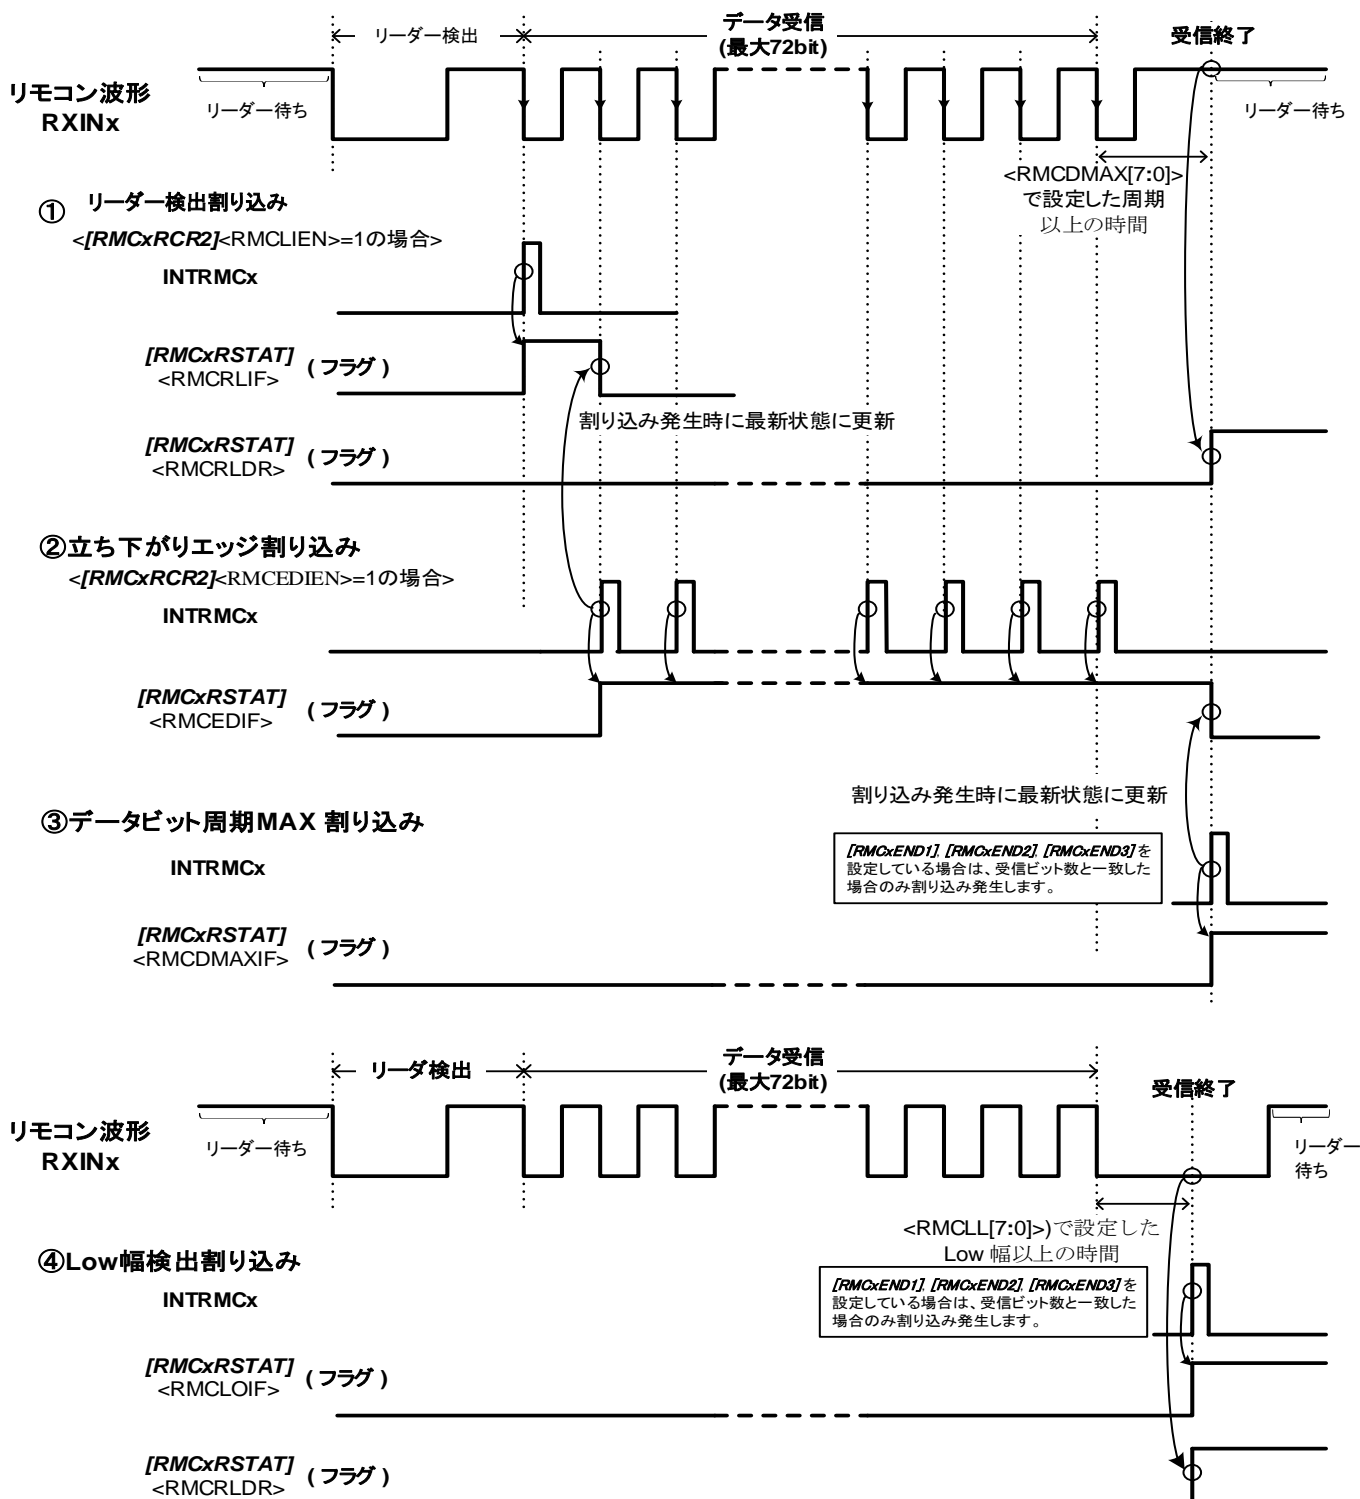 データ受信
リーダー検出
(最大72bit)
受信終了
リモコン波形
RXINx
リーダー待ち
リーダー待ち
<RMCDMAX[7:0]>
で設定した周期
以上の時間
① リーダー検出割り込み
<[RMCxRCR2]<RMCLIEN>=1の場合>
INTRMCx
[RMCxRSTAT]
<RMCRLIF>
(フラグ)
割り込み発生時に最新状態に更新
[RMCxRSTAT]
<RMCRLDR>
(フラグ)
②立ち下がりエッジ割り込み
<[RMCxRCR2]<RMCEDIEN>=1の場合>
INTRMCx
[RMCxRSTAT]
<RMCEDIF>
(フラグ)
割り込み発生時に最新状態に更新
③データビット周期MAX 割り込み
[RMCxEND1], [RMCxEND2], [RMCxEND3]を
設定している場合は、受信ビット数と一致した
場合のみ割り込み発生します。
INTRMCx
[RMCxRSTAT]
<RMCDMAXIF>
(フラグ)
データ受信
リーダ検出
(最大72bit)
受信終了
リモコン波形
RXINx
リーダー待ち
リーダー
待ち
<RMCLL[7:0]>)で設定した
Low 幅以上の時間
④Low幅検出割り込み
[RMCxEND1], [RMCxEND2], [RMCxEND3]を
設定している場合は、受信ビット数と一致した
場合のみ割り込み発生します。
INTRMCx
[RMCxRSTAT]
<RMCLOIF>
(フラグ)
[RMCxRSTAT]
<RMCRLDR>
(フラグ)